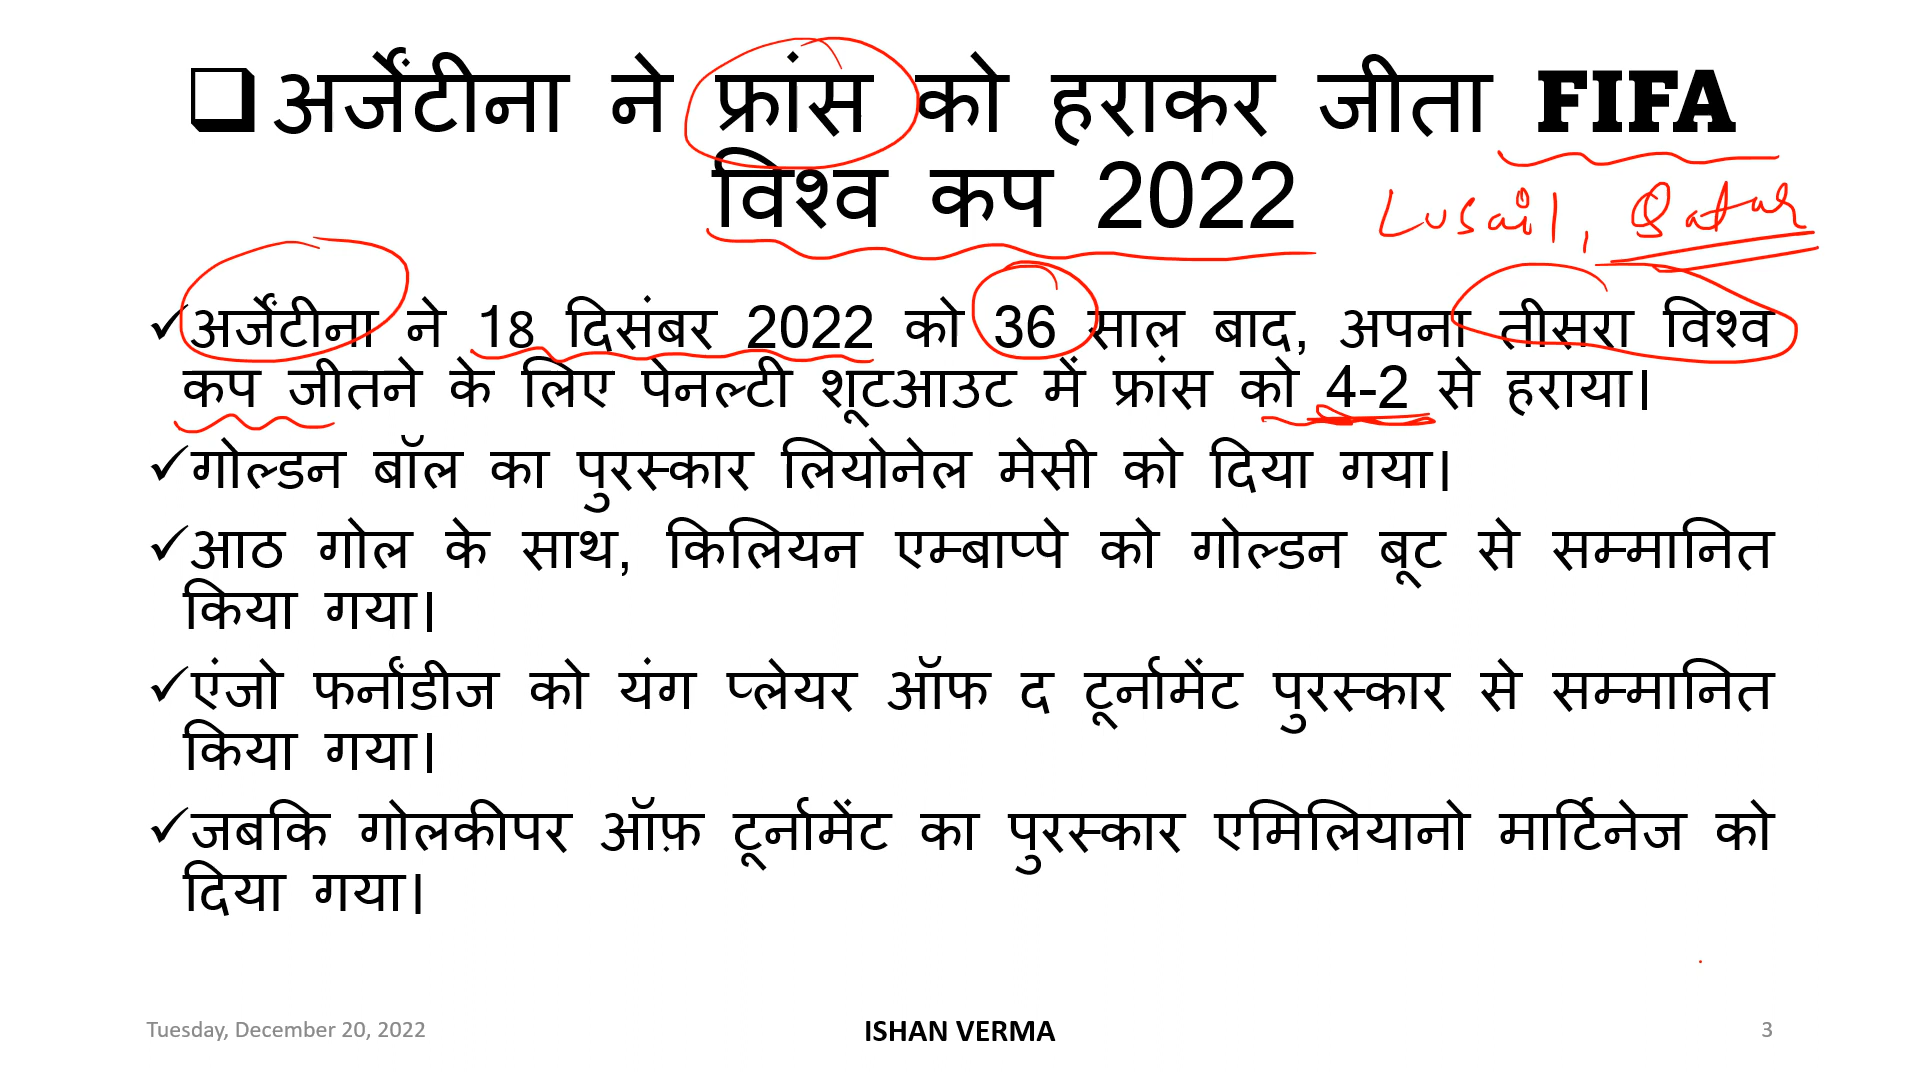 ❑अर्जेंटीना ने फ्रांस को हराकर जीता FIFA
विश्व कप 2022
Lusail, Qatar
✓अर्जेंटीना ने 18 दिसंबर 2022 को 36 साल बाद, अपना तीसरा विश्व
कप जीतने के लिए पेनल्टी शूटआउट में फ्रांस को 4-2 से हराया।
✓गोल्डन बॉल का पुरस्कार लियोनेल मेसी को दिया गया।
✓आठ गोल के साथ, किलियन एम्बाप्पे को गोल्डन बूट से सम्मानित
किया गया।
✓एंजो फर्नांडीज को यंग प्लेयर ऑफ द टूर्नामेंट पुरस्कार से सम्मानित
किया गया।
✓जबकि गोलकीपर ऑफ़ टूर्नामेंट का पुरस्कार एमिलियानो मार्टिनेज को
दिया गया।
Tuesday, December 20, 2022 ISHAN VERMA 3